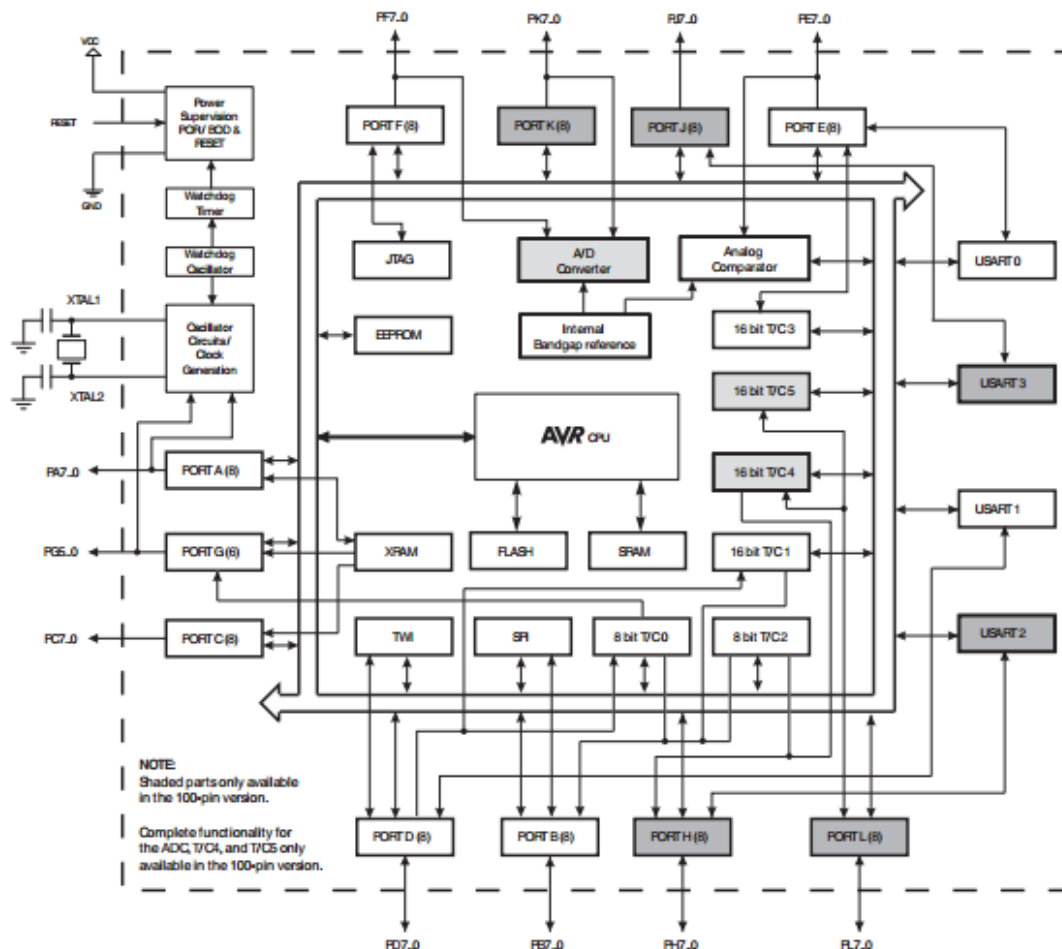 PF7..0
PK7..0
PJ7..0
PE7..0
VCC
RESET
GND
Power
Supervision
POR/ BOD &
RESET
PORT F (8)
PORT K (8)
PORT J (8)
PORT E (8)
Watchdog
Timer
Watchdog
Oscillator
JTAG
A/D
Converter
Analog
Comparator
USART 0
XTAL1
Oscillator
Circuits /
Clock
Generation
XTAL2
EEPROM
Internal
Bandgap reference
16 bit T/C 3
16 bit T/C 5
USART 3
AVR CPU
PA7..0
PORT A (8)
16 bit T/C 4
USART 1
PG5..0
PORT G (6)
XRAM
FLASH
SRAM
16 bit T/C 1
PC7..0
PORT C (8)
TWI
SPI
8 bit T/C 0
8 bit T/C 2
USART 2
NOTE:
Shaded parts only available
in the 100-pin version.
Complete functionality for
the ADC, T/C4, and T/C5 only
available in the 100-pin version.
PORT D (8)
PORT B (8)
PORT H (8)
PORT L (8)
PD7..0
PB7..0
PH7..0
PL7..0